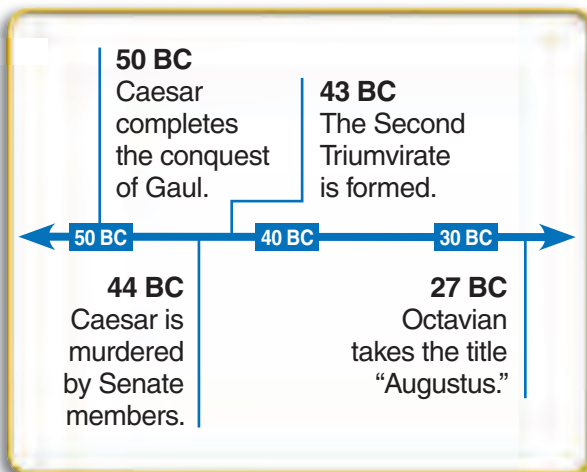 50 BC
Caesar
completes
the conquest
of Gaul.
43 BC
The Second
Triumvirate
is formed.
50 BC
40 BC
30 BC
44 BC
Caesar is
murdered
by Senate
members.
27 BC
Octavian
takes the title
“Augustus.”